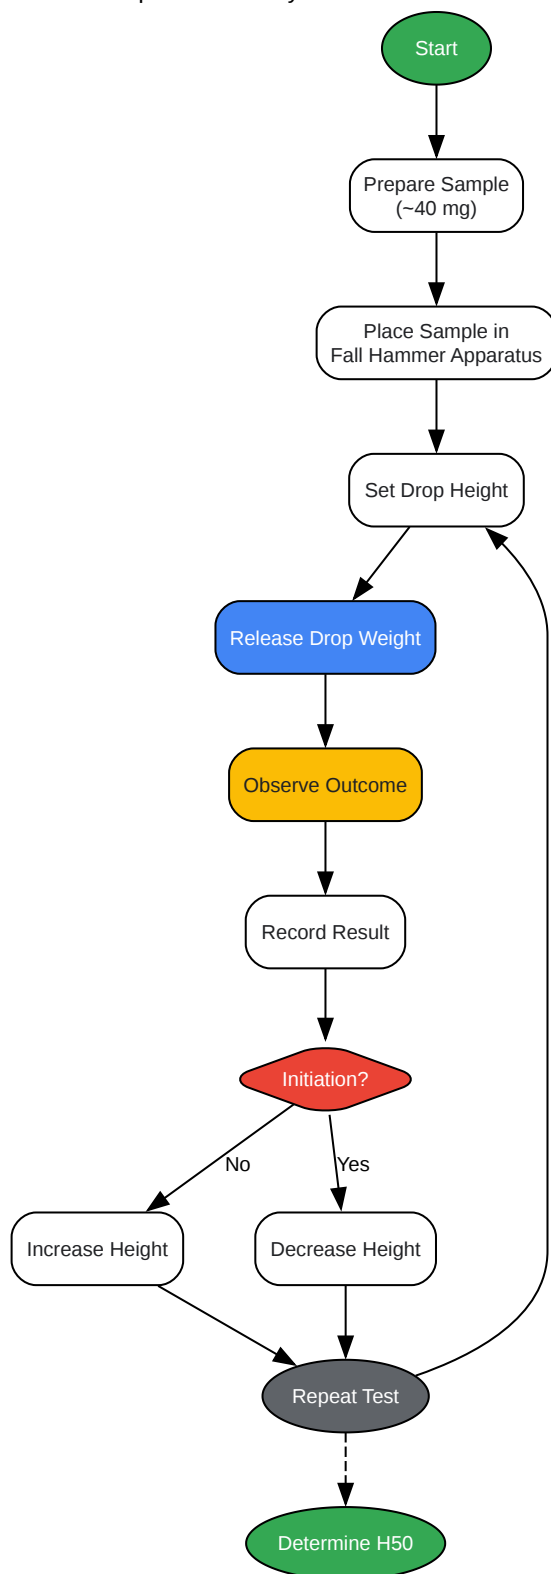 Start
Prepare Sample
(~40 mg)
Place Sample in
Fall Hammer Apparatus
Set Drop Height
Release Drop Weight
Observe Outcome
Record Result
Initiation?
No
Yes
Increase Height
Decrease Height
Repeat Test
Determine H50